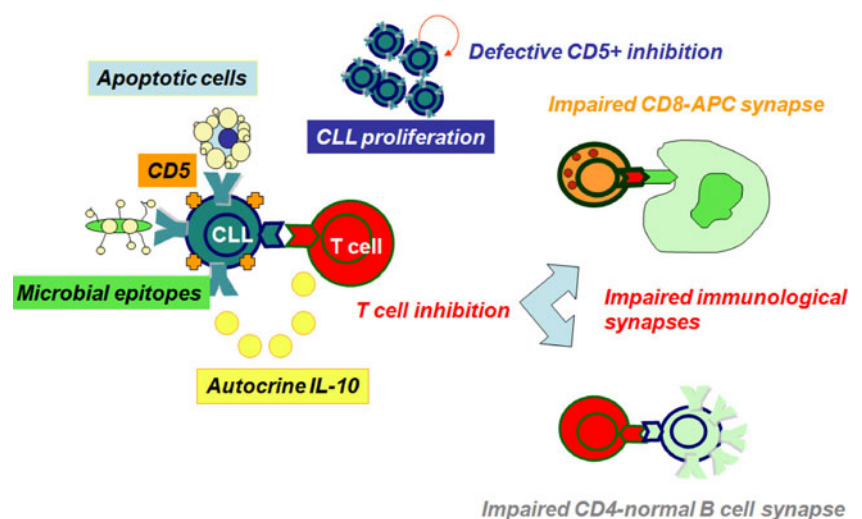 Defective CD5+ inhibition
Apoptotic cells
Impaired CD8-APC synapse
CLL proliferation
CD5
CLL
T cell
Microbial epitopes
T cell inhibition
Impaired immunological
synapses
Autocrine IL-10
Impaired CD4-normal B cell synapse